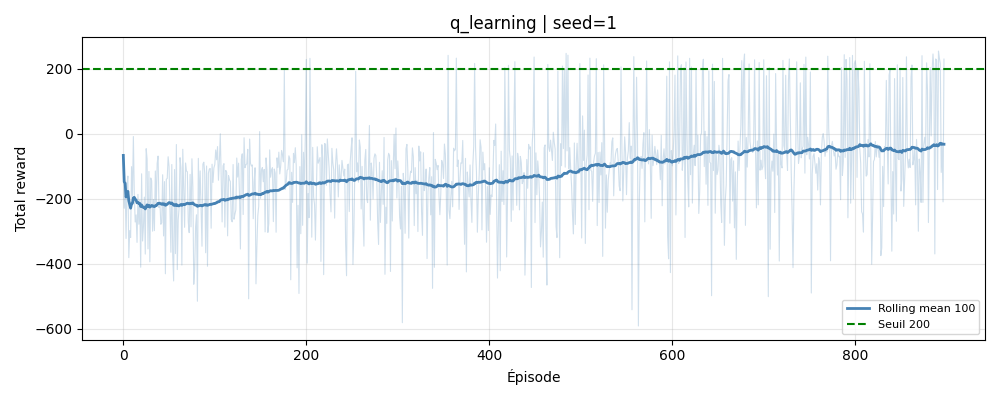 q_learning | seed=1
Total reward
200
0
−200
−400
−600
0
200
400
600
800
Épisode
Rolling mean 100
Seuil 200